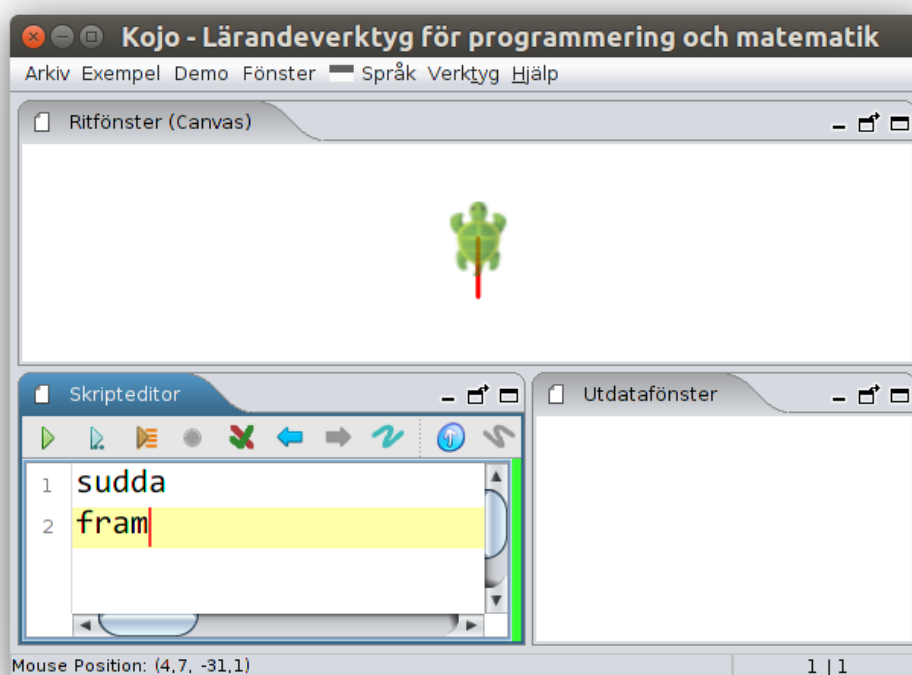 Kojo - Lärandeverktyg för programmering och matematik
Arkiv Exempel Demo Fönster Språk Verktyg Hjälp
Ritfönster (Canvas)
Skripteditor
Utdatafönster
1 sudda
2 fram
Mouse Position: (4,7, -31,1)
1 | 1